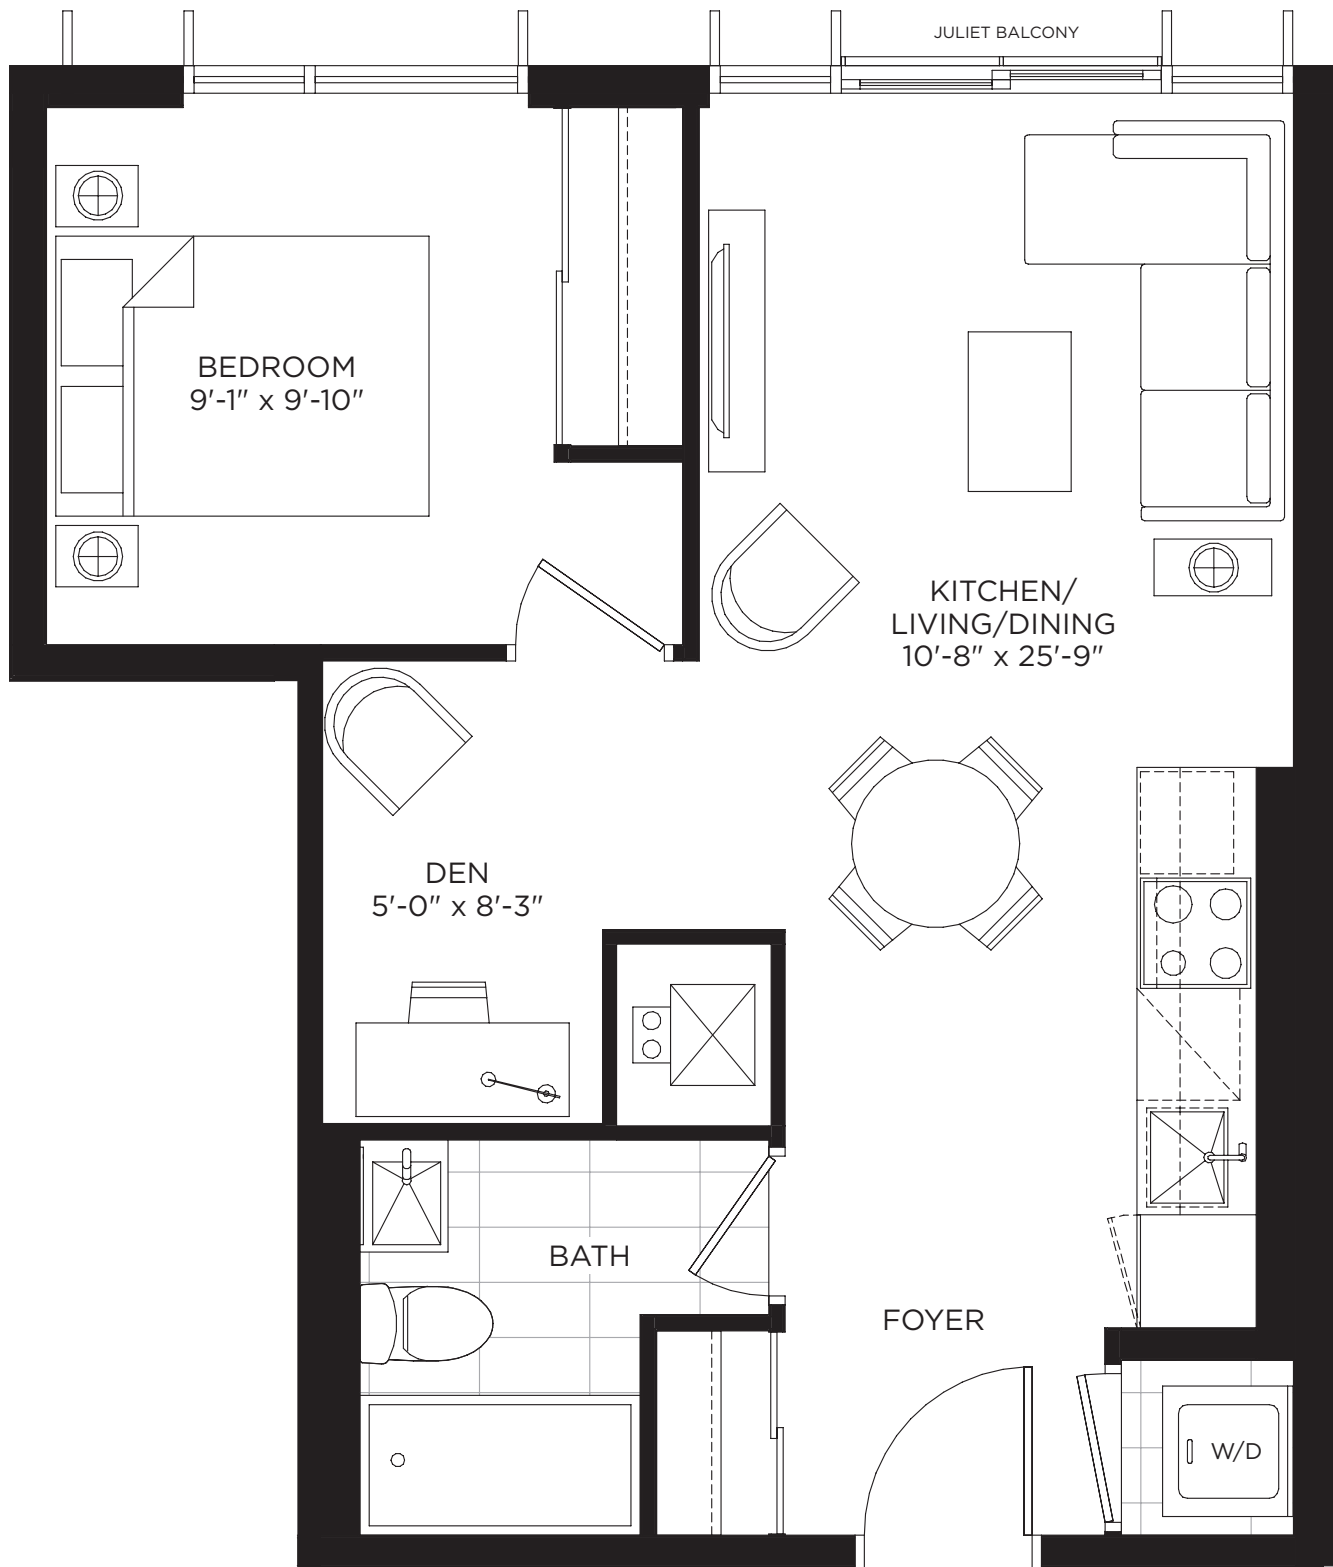 JULIET BALCONY
BEDROOM
9'-1" x 9'-10"
KITCHEN/
LIVING/DINING
10'-8" x 25'-9"
DEN
5'-0" x 8'-3"
BATH
FOYER
W/D